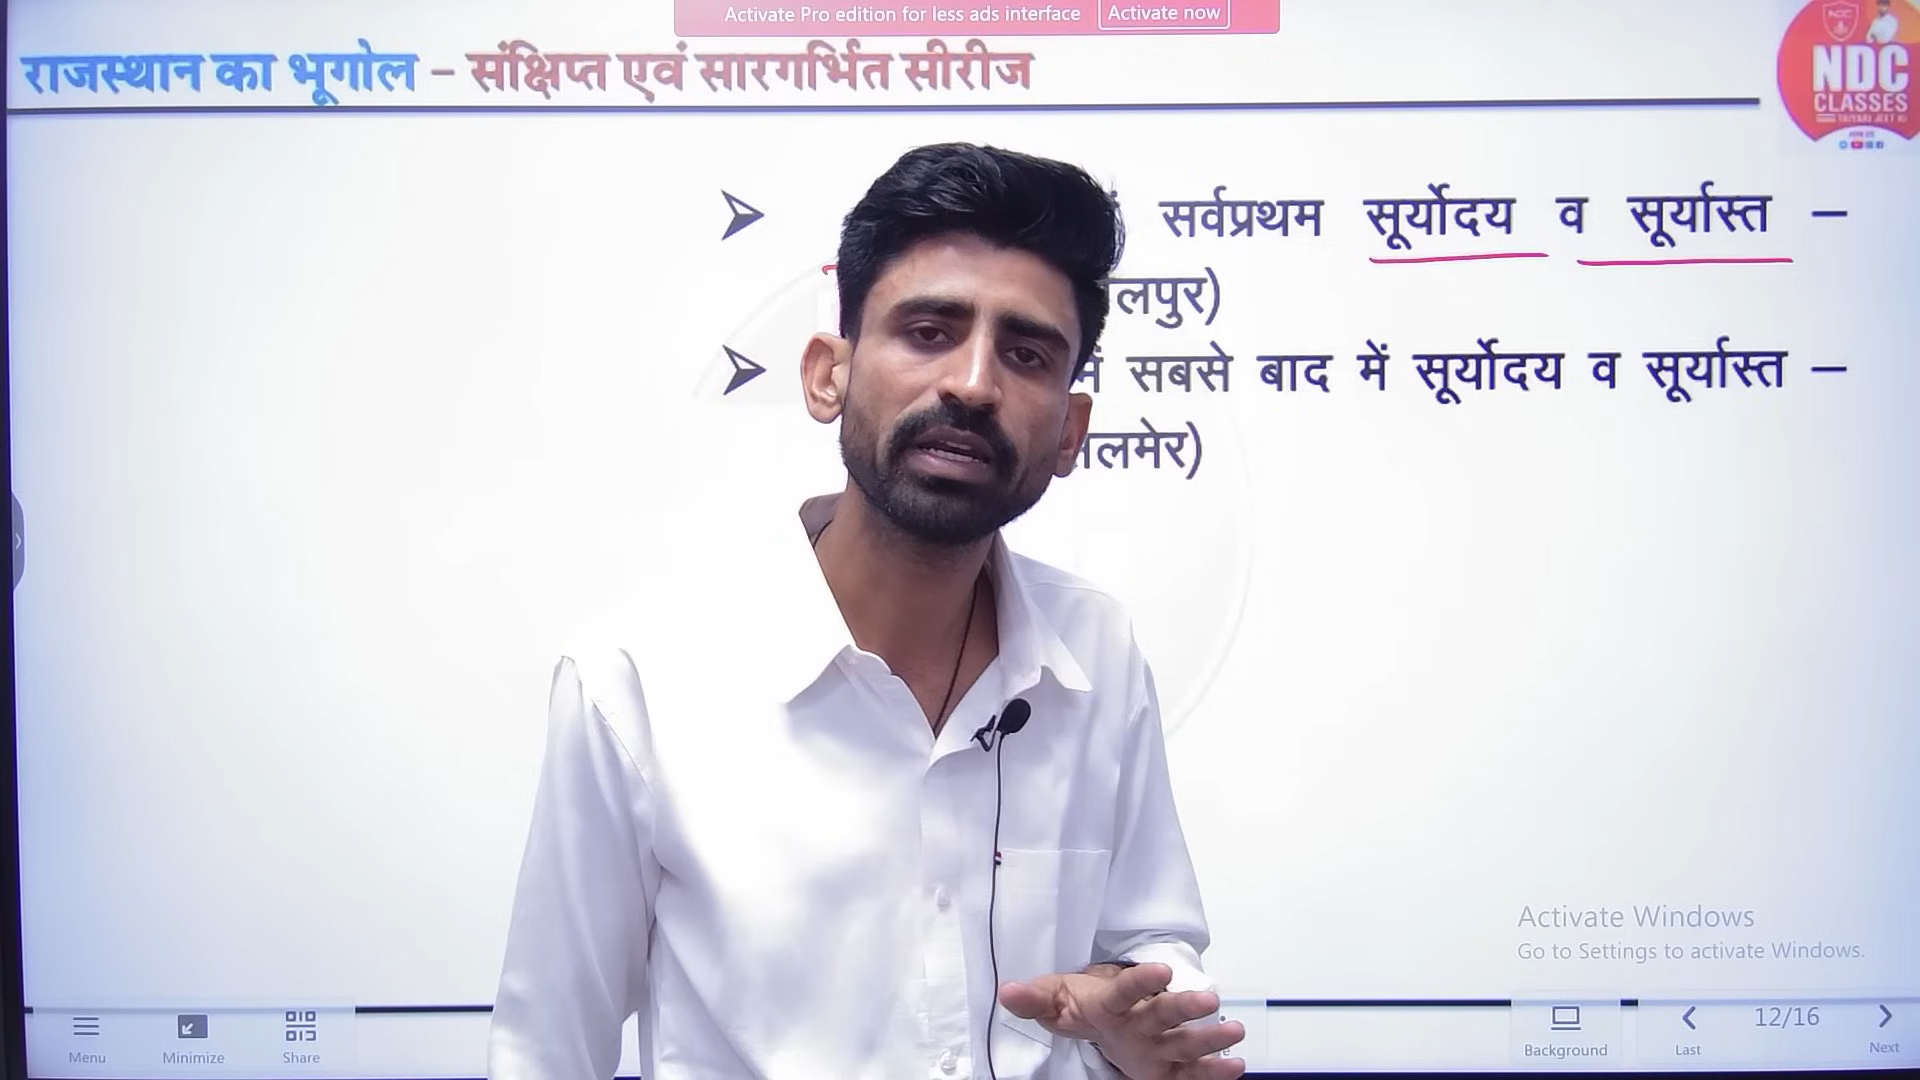 Activate Pro edition for less ads interface Activate now
राजस्थान का भूगोल – संक्षिप्त एवं सारगर्भित सीरीज
NDC
CLASSES
सर्वप्रथम सूर्योदय व सूर्यास्त –
लपुर)
में सबसे बाद में सूर्योदय व सूर्यास्त –
लमेर)
Activate Windows
Go to Settings to activate Windows.
Menu Minimize Share Background Last 12/16 Next